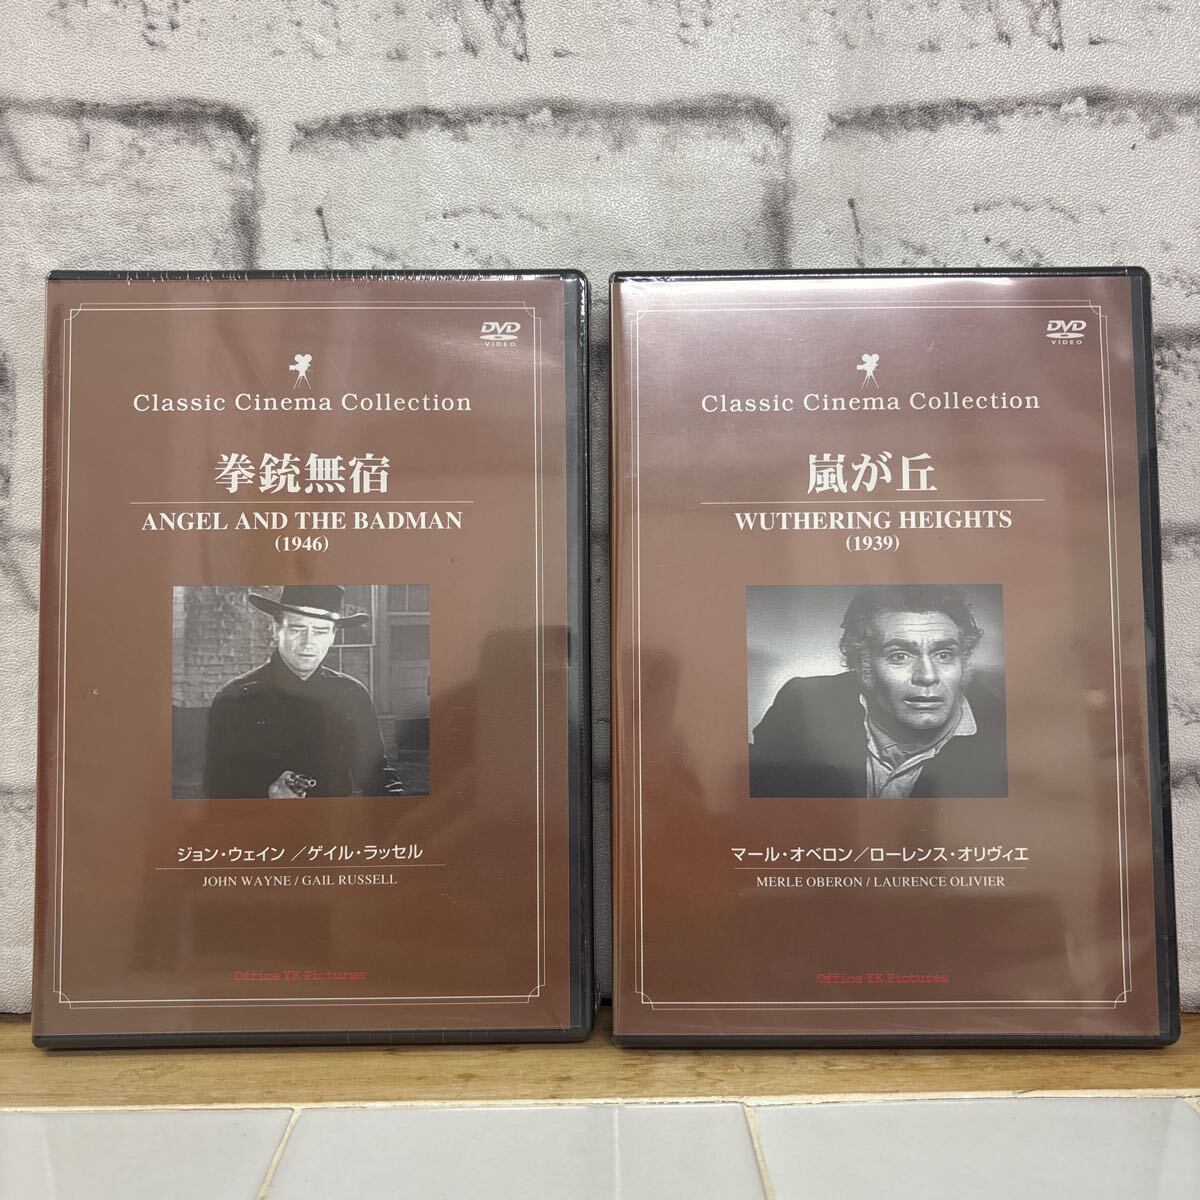 DVD
VIDEO
Classic Cinema Collection
拳銃無宿
ANGEL AND THE BADMAN
(1946)
ジョン・ウェイン／ゲイル・ラッセル
JOHN WAYNE / GAIL RUSSELL
Office YK Pictures
DVD
VIDEO
Classic Cinema Collection
嵐が丘
WUTHERING HEIGHTS
(1939)
マール・オベロン／ローレンス・オリヴィエ
MERLE OBERON / LAURENCE OLIVIER
Office YK Pictures